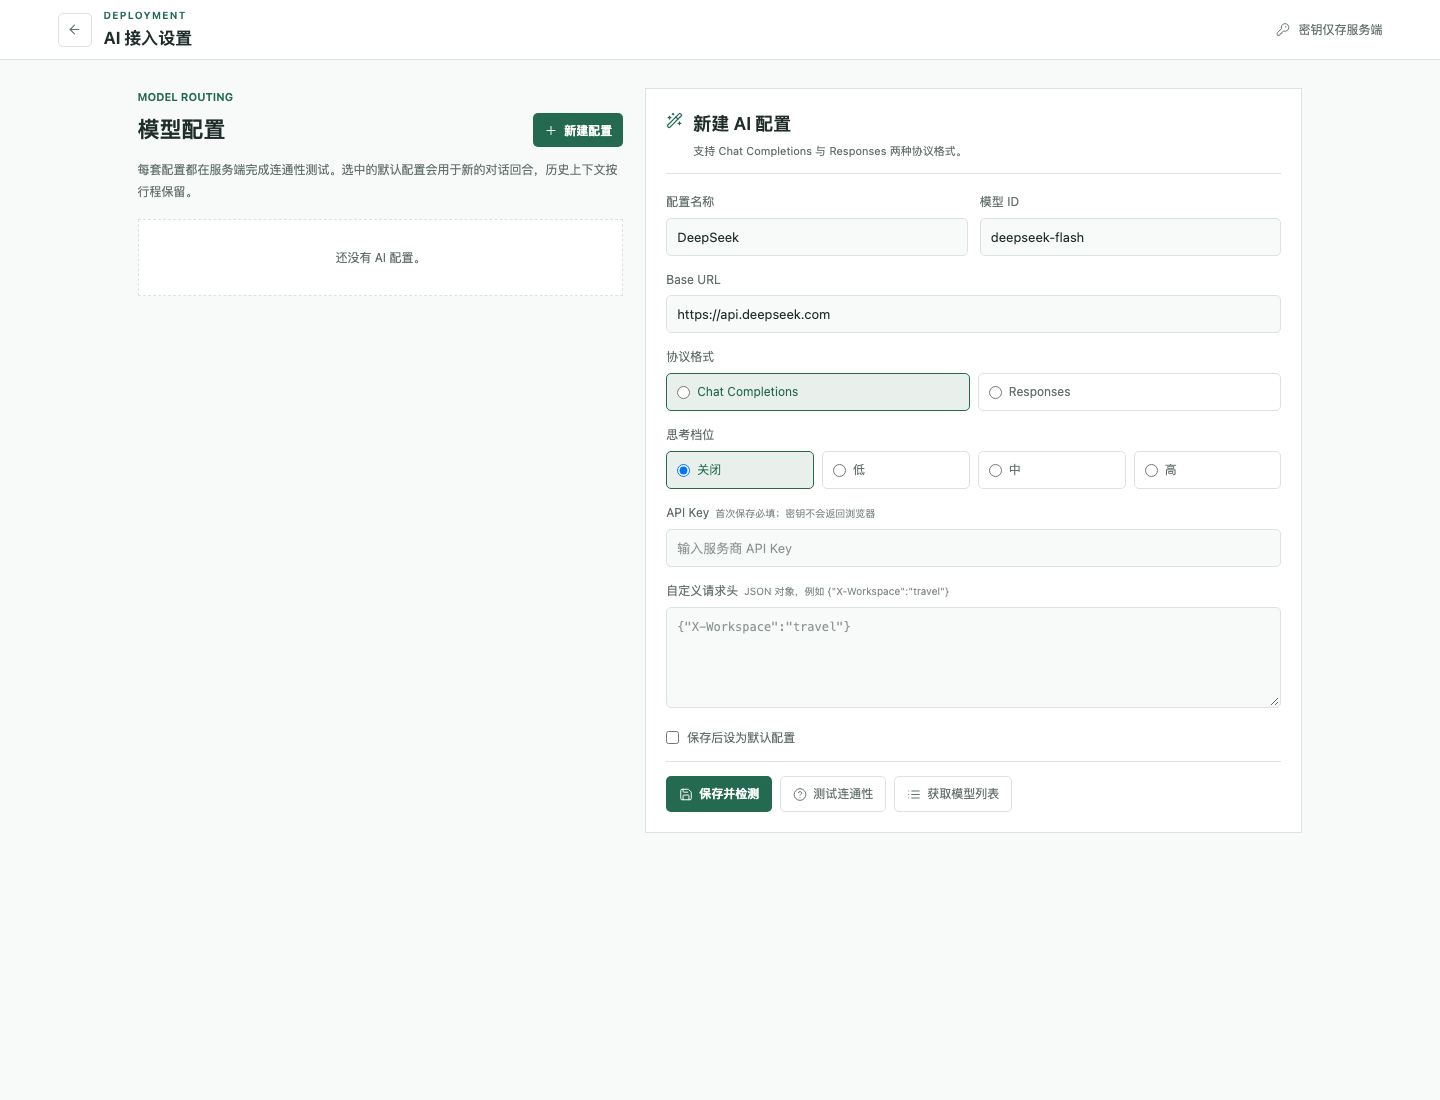 DEPLOYMENT
AI 接入设置
密钥仅存服务端
MODEL ROUTING
模型配置
新建配置
每套配置都在服务端完成连通性测试。选中的默认配置会用于新的对话回合，历史上下文按
行程保留。
还没有 AI 配置。
新建 AI 配置
支持 Chat Completions 与 Responses 两种协议格式。
配置名称
模型 ID
DeepSeek
deepseek-flash
Base URL
https://api.deepseek.com
协议格式
Chat Completions
Responses
思考档位
关闭
低
中
高
API Key 首次保存必填；密钥不会返回浏览器
输入服务商 API Key
自定义请求头 JSON 对象，例如 {"X-Workspace":"travel"}
{"X-Workspace":"travel"}
保存后设为默认配置
保存并检测
测试连通性
获取模型列表